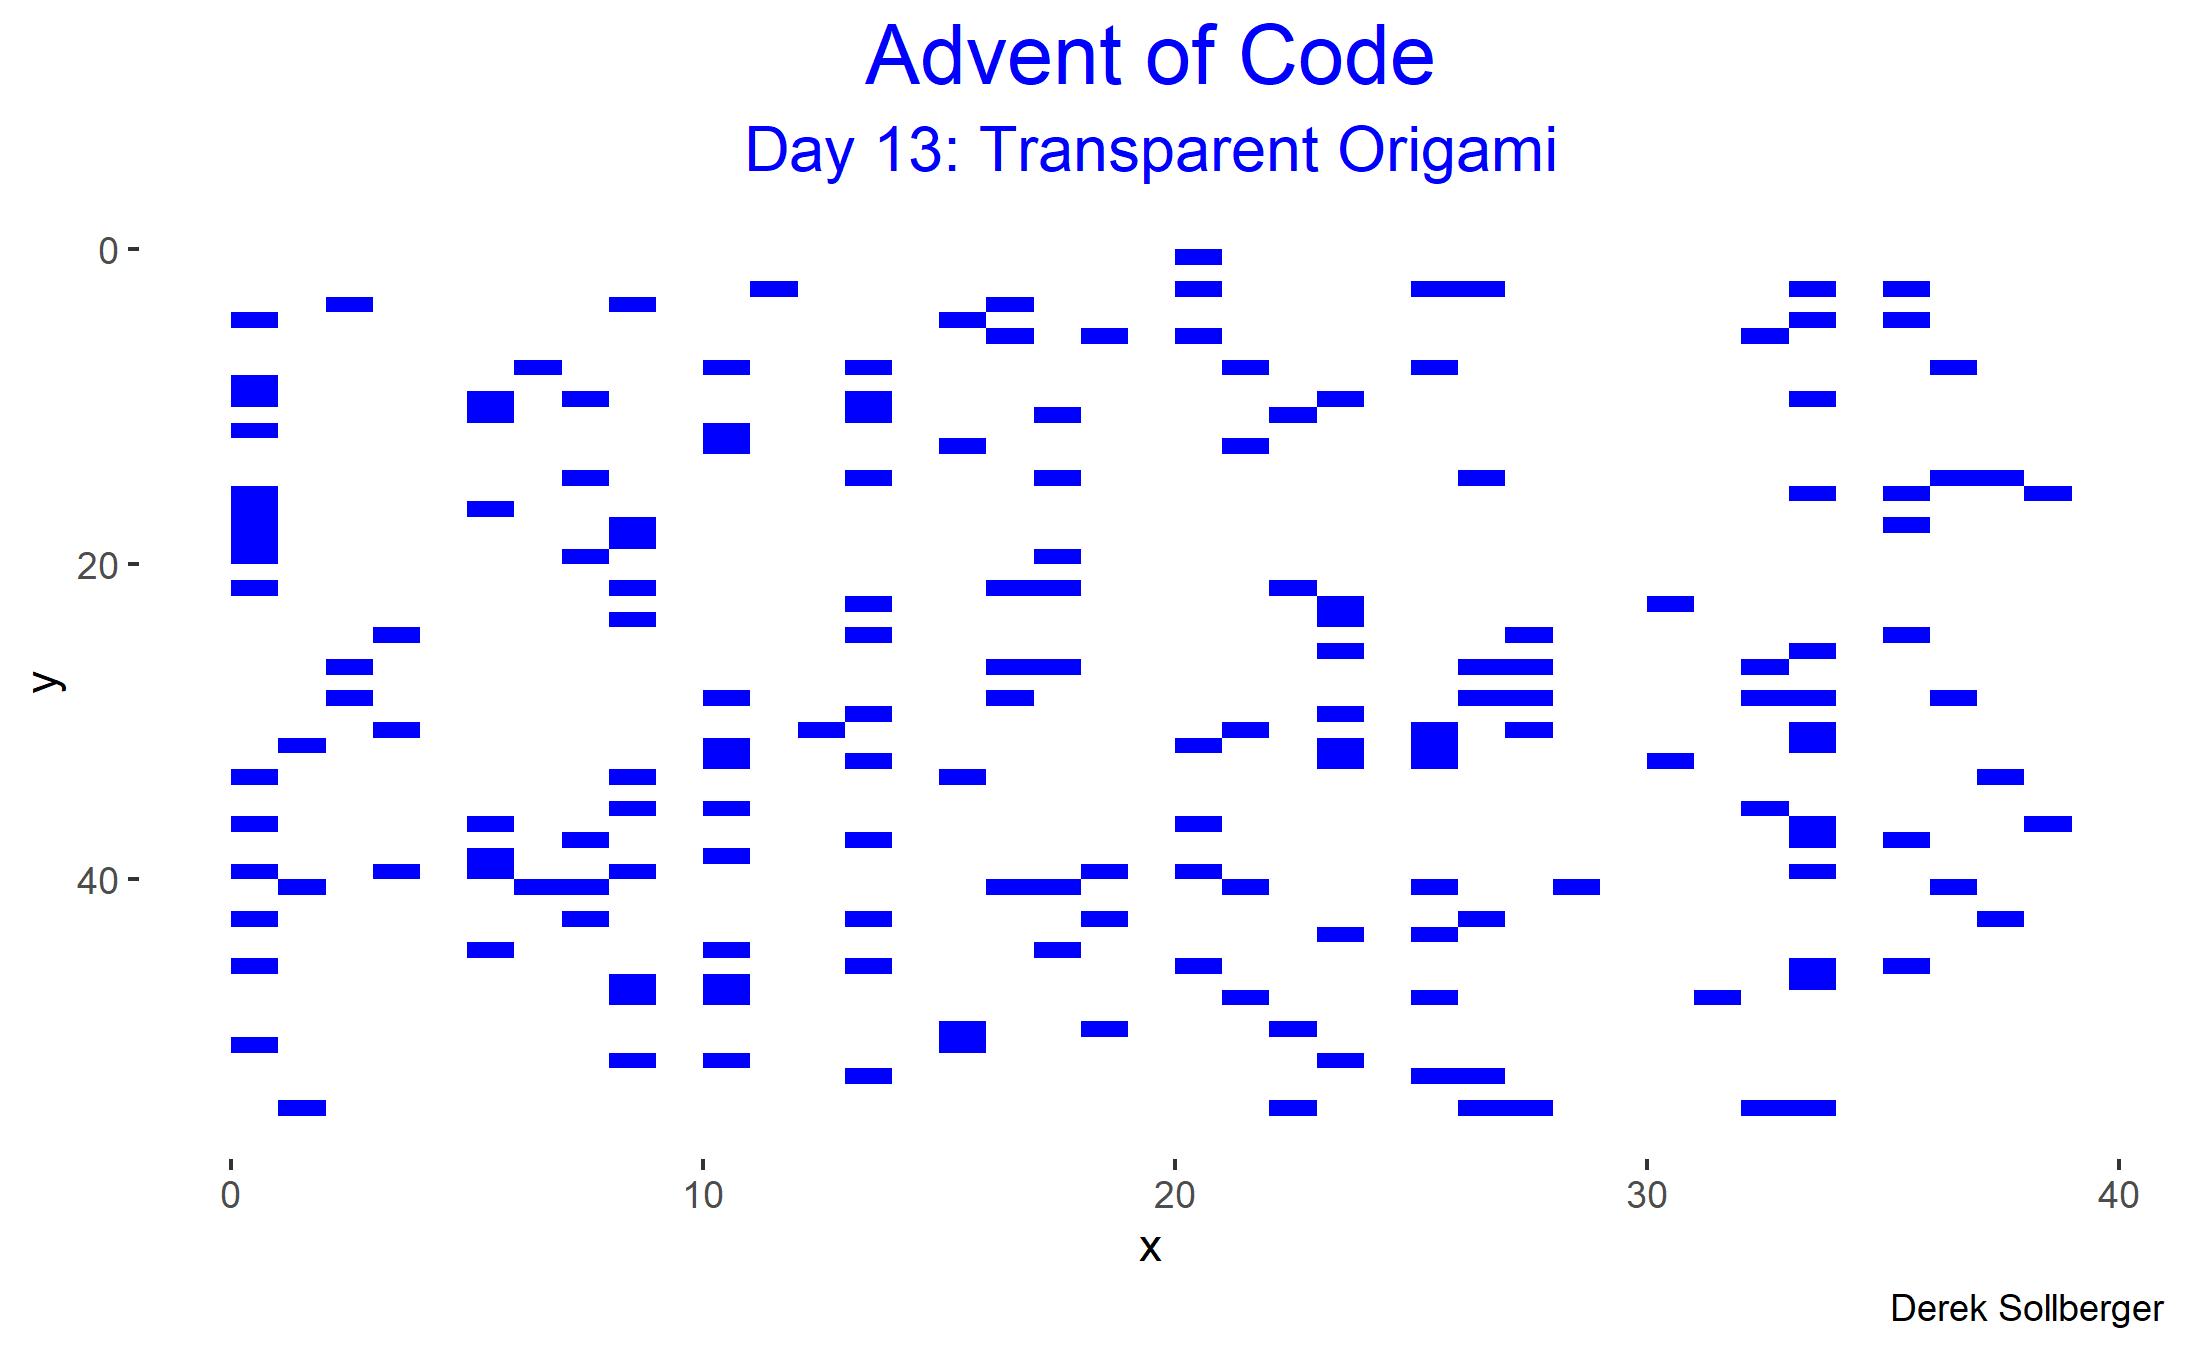 Advent of Code
Day 13: Transparent Origami
0
20
40
y
0 10 20 30 40
x
Derek Sollberger